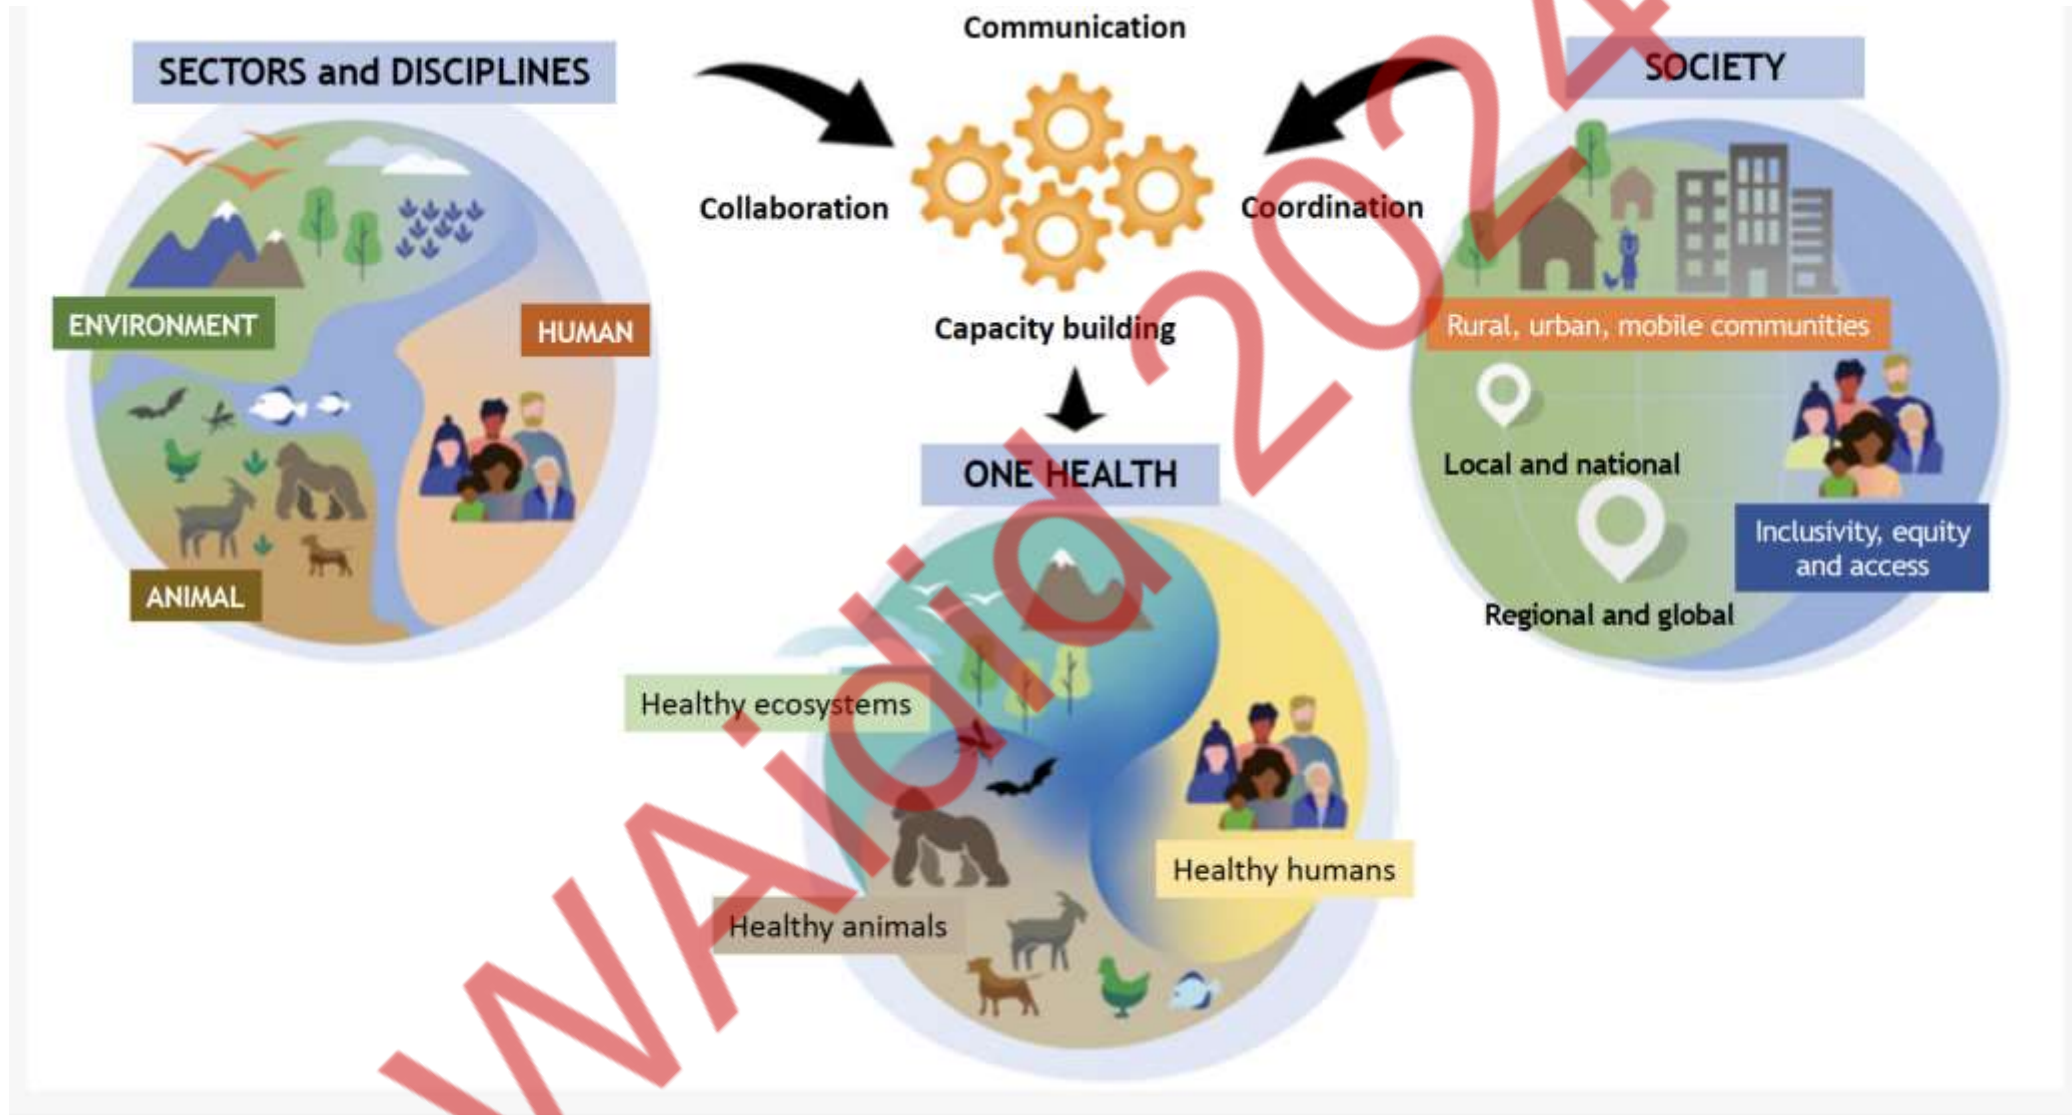 SECTORS and DISCIPLINES
ENVIRONMENT
HUMAN
ANIMAL
Communication
Collaboration
Coordination
Capacity building
SOCIETY
Rural, urban, mobile communities
Local and national
Regional and global
Inclusivity, equity
and access
ONE HEALTH
Healthy ecosystems
Healthy animals
Healthy humans
WAidid 2024